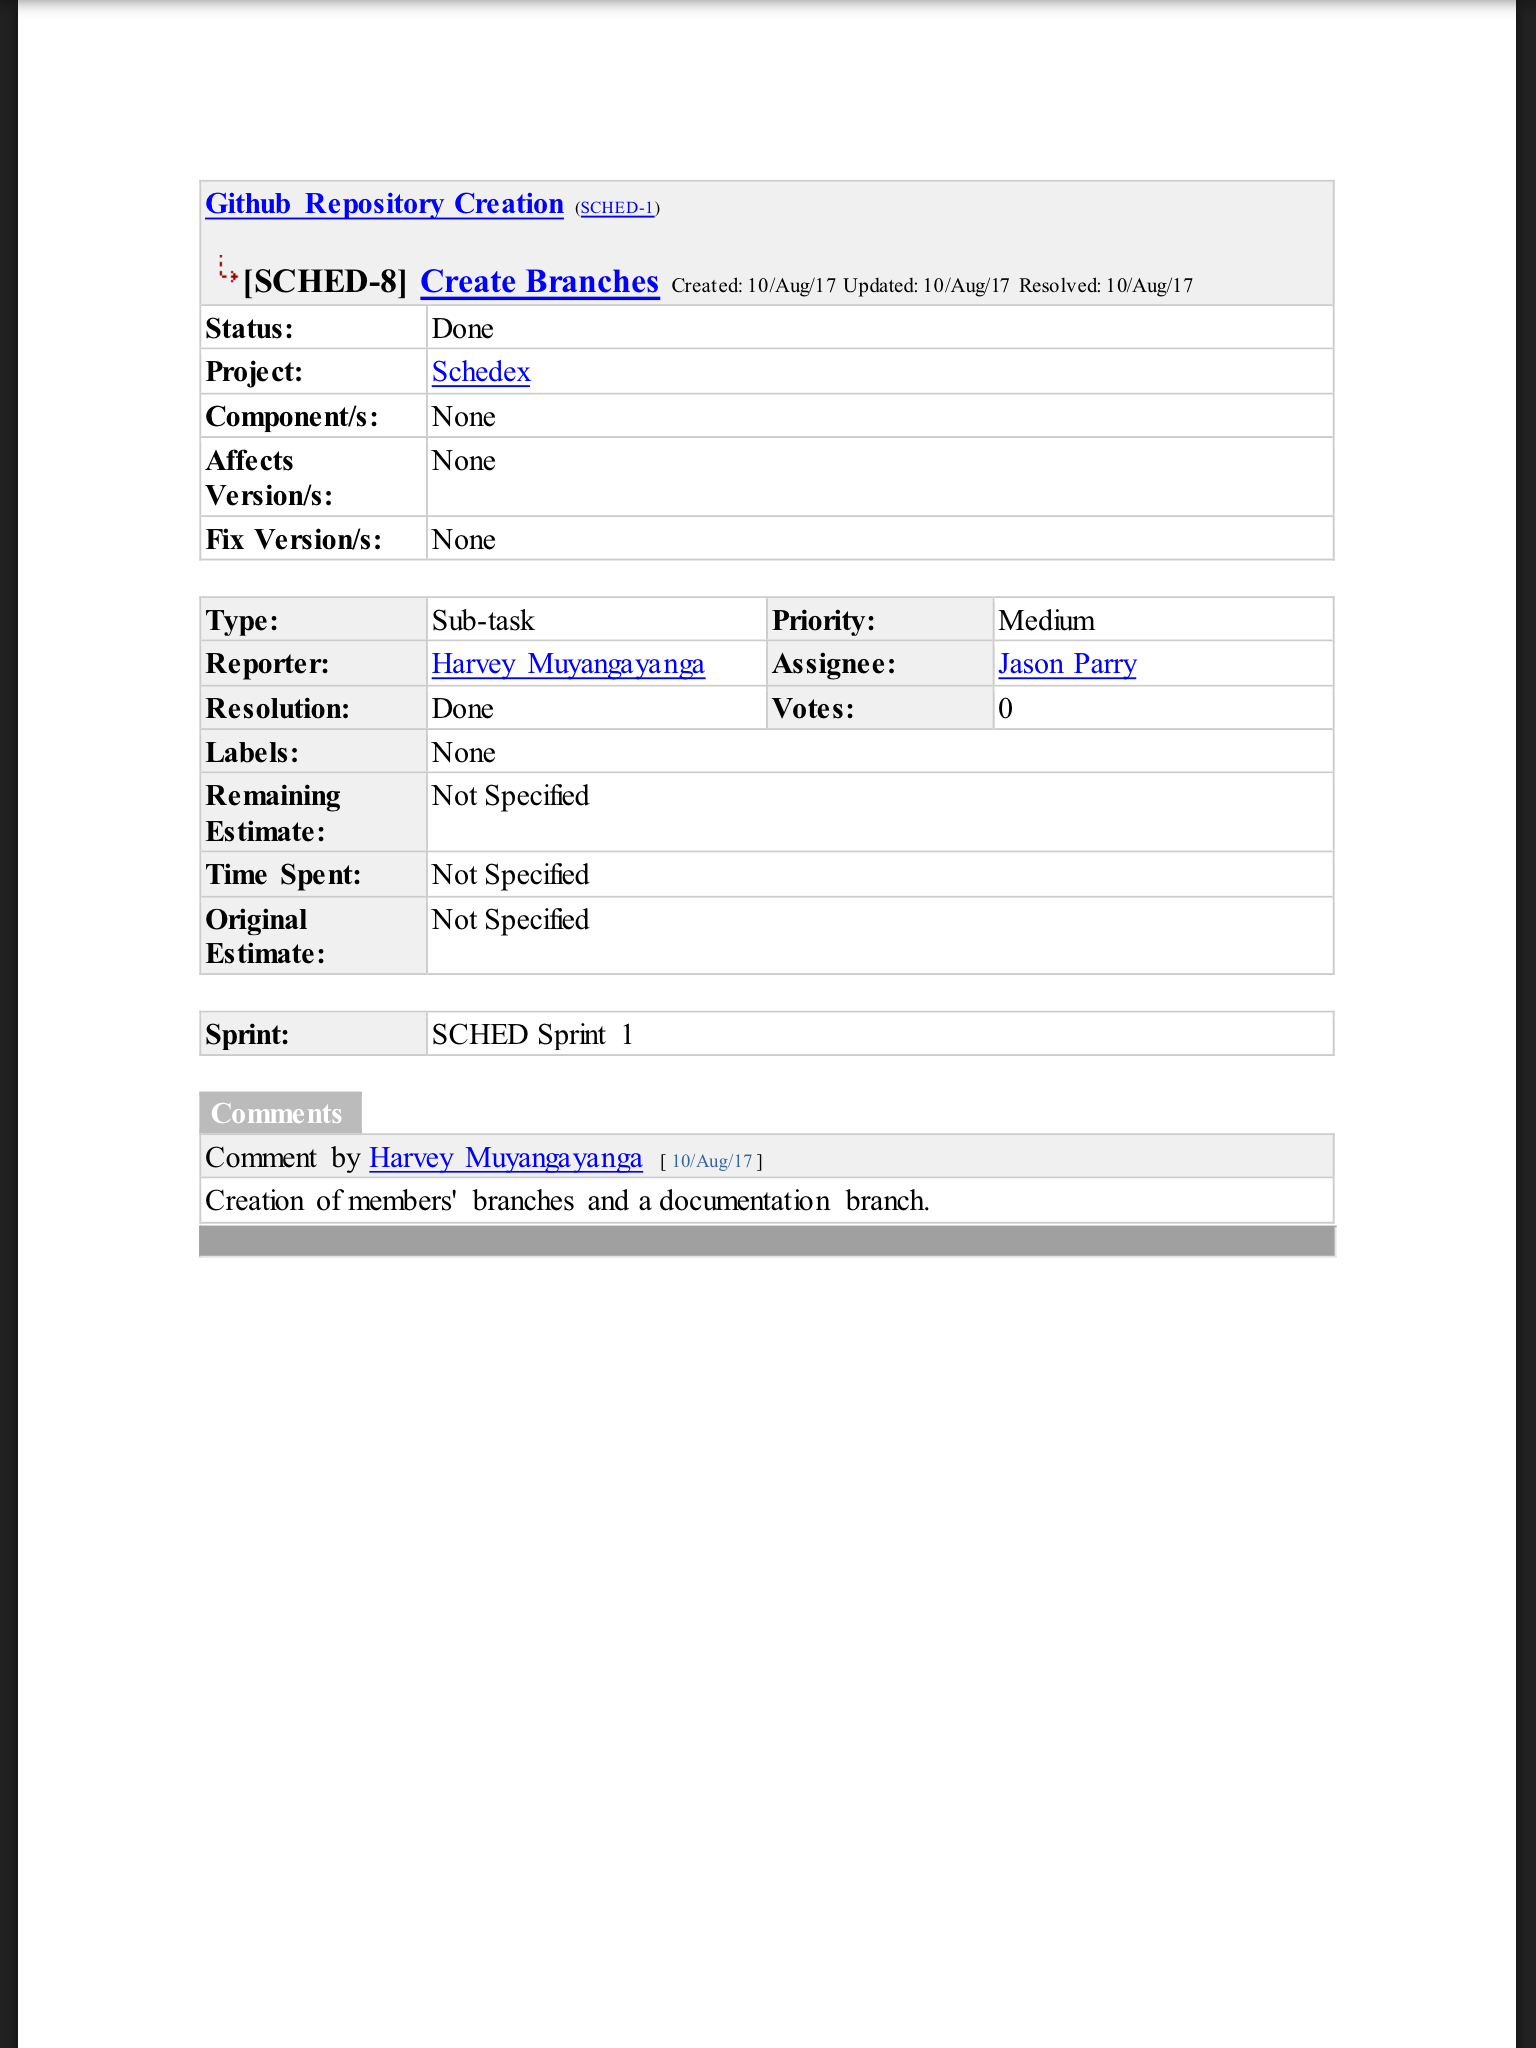 Github Repository Creation (SCHED-1)
[SCHED-8] Create Branches Created: 10/Aug/17 Updated: 10/Aug/17 Resolved: 10/Aug/17
Status: Done
Project: Schedex
Component/s: None
Affects Version/s: None
Fix Version/s: None
Type: Sub-task Priority: Medium
Reporter: Harvey Muyangayanga Assignee: Jason Parry
Resolution: Done Votes: 0
Labels: None
Remaining Estimate: Not Specified
Time Spent: Not Specified
Original Estimate: Not Specified
Sprint: SCHED Sprint 1
Comments
Comment by Harvey Muyangayanga [ 10/Aug/17 ]
Creation of members' branches and a documentation branch.